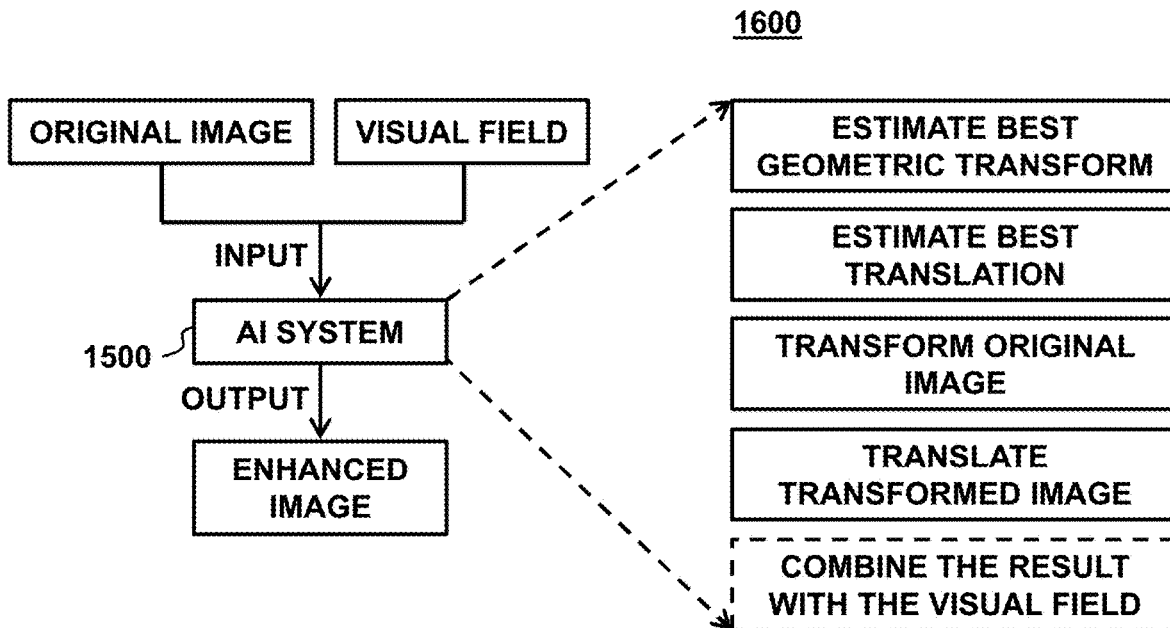 1600
ORIGINAL IMAGE
VISUAL FIELD
INPUT
AI SYSTEM
1500
OUTPUT
ENHANCED
IMAGE
ESTIMATE BEST
GEOMETRIC TRANSFORM
ESTIMATE BEST
TRANSLATION
TRANSFORM ORIGINAL
IMAGE
TRANSLATE
TRANSFORMED IMAGE
COMBINE THE RESULT
WITH THE VISUAL FIELD